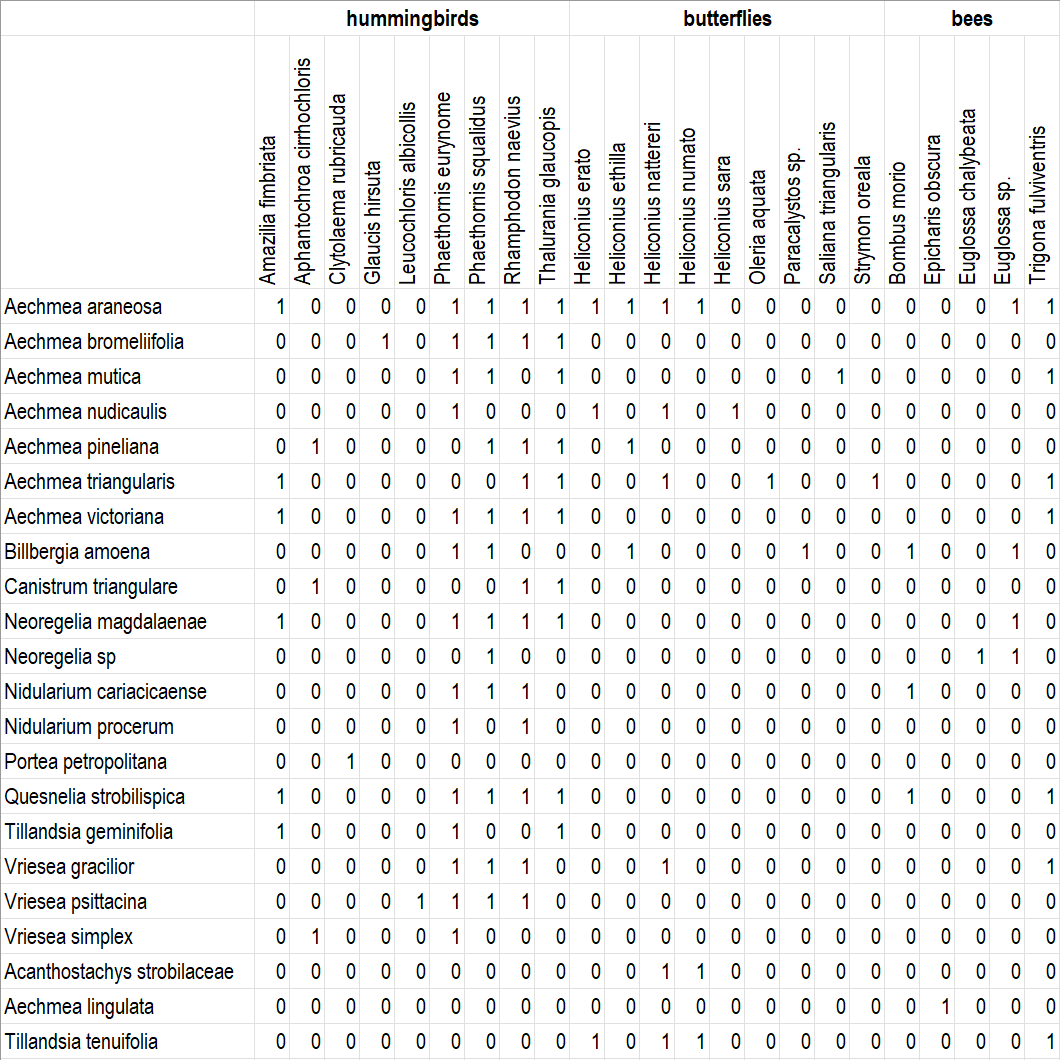 hummingbirds butterflies bees
Amazilia fimbriata Aphantochroa cirrhochloris Clytolaema rubricauda Glaucis hirsuta Leucochloris albicollis Phaethornis eurynome Phaethornis squalidus Rhamphodon naevius Thalurania glaucopis Heliconius erato Heliconius ethilla Heliconius nattereri Heliconius numato Heliconius sara Oleria aquata Paracalystos sp. Saliana triangularis Strymon oreala Bombus morio Epicharis obscura Euglossa chalybeata Euglossa sp. Trigona fulviventris
Aechmea araneosa 1 0 0 0 0 1 1 1 1 1 1 1 1 0 0 0 0 0 0 0 0 1 1
Aechmea bromeliifolia 0 0 0 1 0 1 1 1 1 0 0 0 0 0 0 0 0 0 0 0 0 0 0
Aechmea mutica 0 0 0 0 0 1 1 0 1 0 0 0 0 0 0 0 1 0 0 0 0 0 1
Aechmea nudicaulis 0 0 0 0 0 1 0 0 0 1 0 1 0 1 0 0 0 0 0 0 0 0 0
Aechmea pineliana 0 1 0 0 0 0 1 1 1 0 1 0 0 0 0 0 0 0 0 0 0 0 0
Aechmea triangularis 1 0 0 0 0 0 0 1 1 0 0 1 0 0 1 0 0 1 0 0 0 0 1
Aechmea victoriana 1 0 0 0 0 1 1 1 1 0 0 0 0 0 0 0 0 0 0 0 0 0 1
Billbergia amoena 0 0 0 0 0 1 1 0 0 0 1 0 0 0 0 1 0 0 1 0 0 1 0
Canistrum triangulare 0 1 0 0 0 0 0 1 1 0 0 0 0 0 0 0 0 0 0 0 0 0 0
Neoregelia magdalaenae 1 0 0 0 0 1 1 1 1 0 0 0 0 0 0 0 0 0 0 0 0 1 0
Neoregelia sp 0 0 0 0 0 0 1 0 0 0 0 0 0 0 0 0 0 0 0 0 1 1 0
Nidularium cariacicaense 0 0 0 0 0 1 1 1 0 0 0 0 0 0 0 0 0 0 1 0 0 0 0
Nidularium procerum 0 0 0 0 0 1 0 1 0 0 0 0 0 0 0 0 0 0 0 0 0 0 0
Portea petropolitana 0 0 1 0 0 0 0 0 0 0 0 0 0 0 0 0 0 0 0 0 0 0 0
Quesnelia strobilispica 1 0 0 0 0 1 1 1 1 0 0 0 0 0 0 0 0 0 1 0 0 0 1
Tillandsia geminifolia 1 0 0 0 0 1 0 0 1 0 0 0 0 0 0 0 0 0 0 0 0 0 0
Vriesea gracilior 0 0 0 0 0 1 1 1 0 0 0 1 0 0 0 0 0 0 0 0 0 0 1
Vriesea psittacina 0 0 0 0 1 1 1 1 0 0 0 0 0 0 0 0 0 0 0 0 0 0 0
Vriesea simplex 0 1 0 0 0 1 0 0 0 0 0 0 0 0 0 0 0 0 0 0 0 0 0
Acanthostachys strobilaceae 0 0 0 0 0 0 0 0 0 0 0 1 1 0 0 0 0 0 0 0 0 0 0
Aechmea lingulata 0 0 0 0 0 0 0 0 0 0 0 0 0 0 0 0 0 0 0 1 0 0 0
Tillandsia tenuifolia 0 0 0 0 0 0 0 0 0 1 0 1 1 0 0 0 0 0 0 0 0 0 1